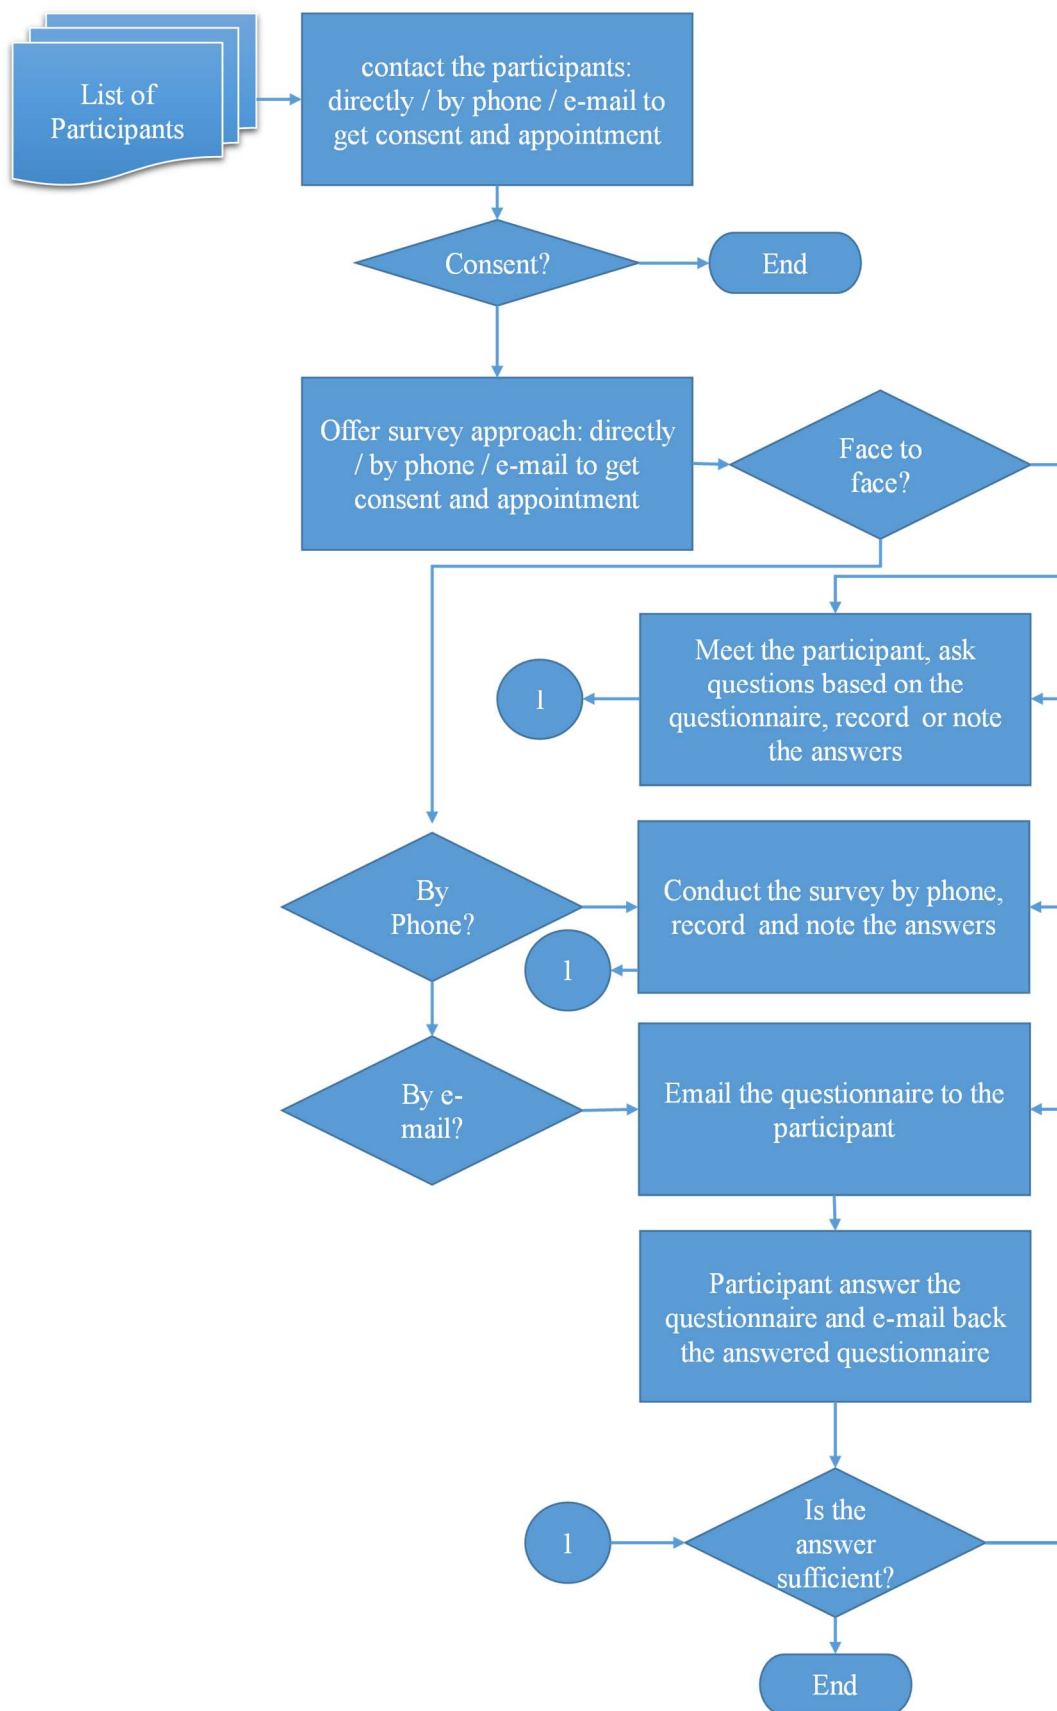 List of
Participants
contact the participants:
directly / by phone / e-mail to
get consent and appointment
Consent?
End
Offer survey approach: directly
/ by phone / e-mail to get
consent and appointment
Face to
face?
Meet the participant, ask
questions based on the
questionnaire, record or note
the answers
1
By
Phone?
Conduct the survey by phone,
record and note the answers
1
By e-
mail?
Email the questionnaire to the
participant
Participant answer the
questionnaire and e-mail back
the answered questionnaire
1
Is the
answer
sufficient?
End